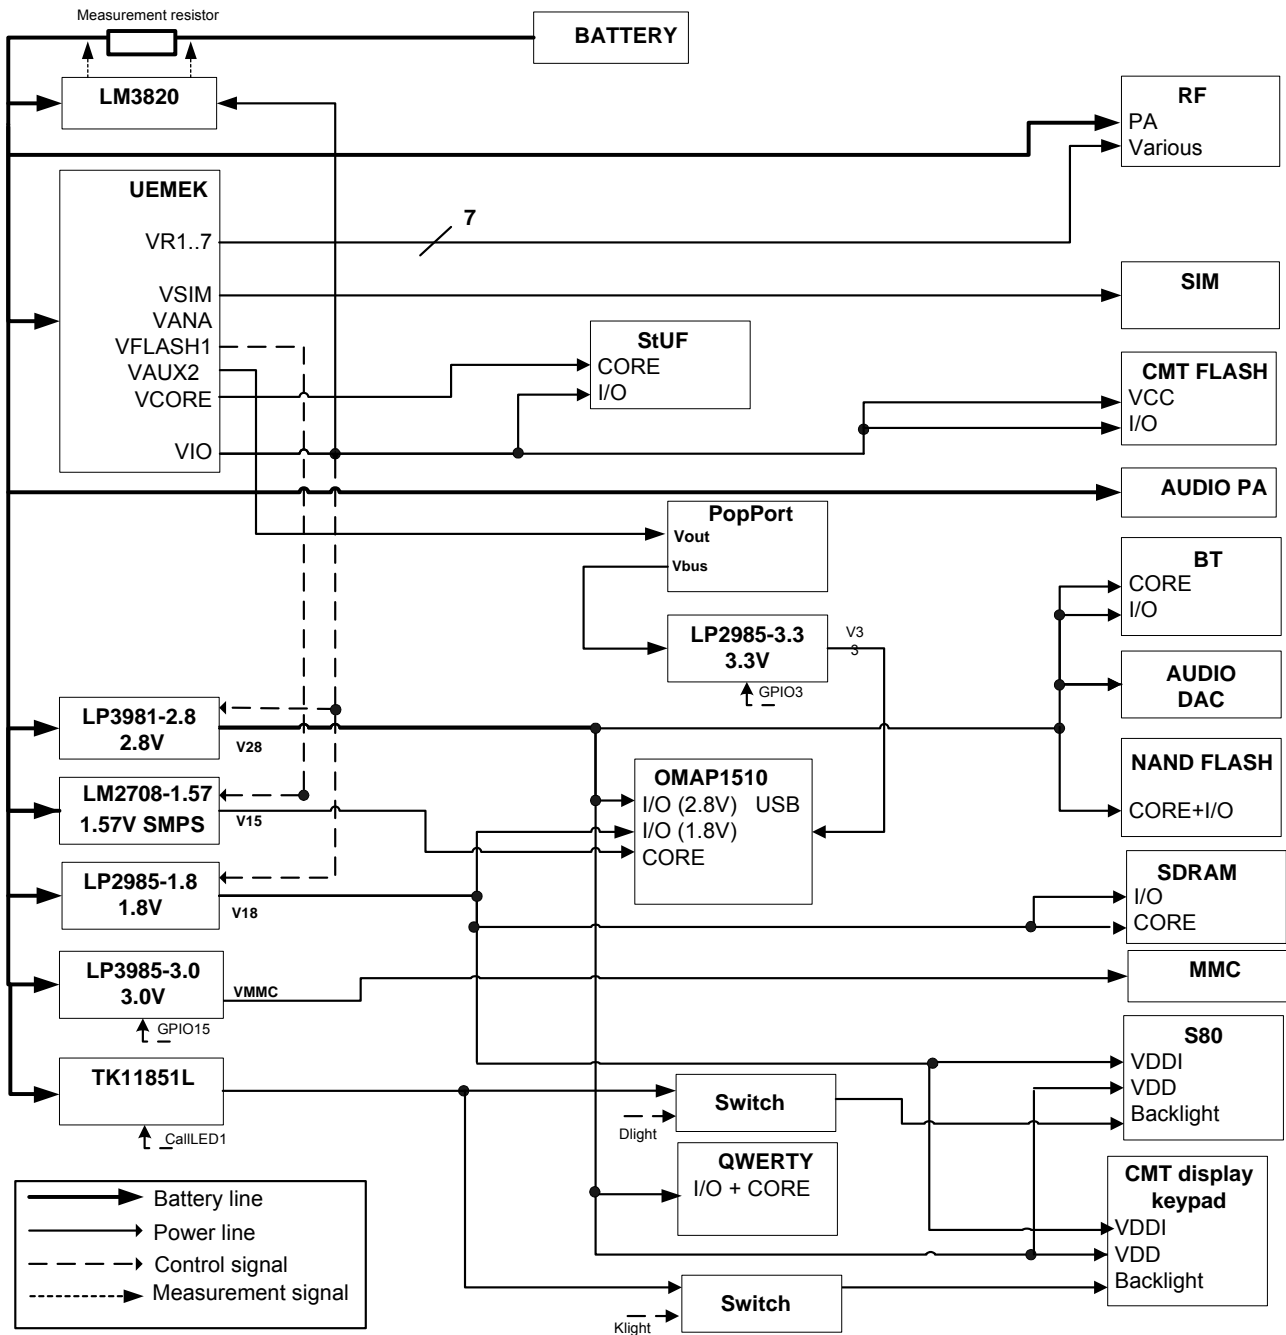 Measurement resistor
BATTERY
LM3820
RF
PA
Various
UEMEK
VR1..7
7
VSIM
VANA
VFLASH1
VAUX2
VCORE
VIO
SIM
StUF
CORE
I/O
CMT FLASH
VCC
I/O
AUDIO PA
PopPort
Vout
Vbus
BT
CORE
I/O
LP2985-3.3
3.3V
V3
3
GPIO3
AUDIO
DAC
LP3981-2.8
2.8V
V28
NAND FLASH
CORE+I/O
LM2708-1.57
1.57V SMPS
V15
OMAP1510
I/O (2.8V) USB
I/O (1.8V)
CORE
LP2985-1.8
1.8V
V18
SDRAM
I/O
CORE
LP3985-3.0
3.0V
VMMC
GPIO15
MMC
S80
VDDI
VDD
Backlight
TK11851L
CallLED1
Switch
Dlight
QWERTY
I/O + CORE
CMT display
keypad
VDDI
VDD
Backlight
Switch
Klight
Battery line
Power line
Control signal
Measurement signal